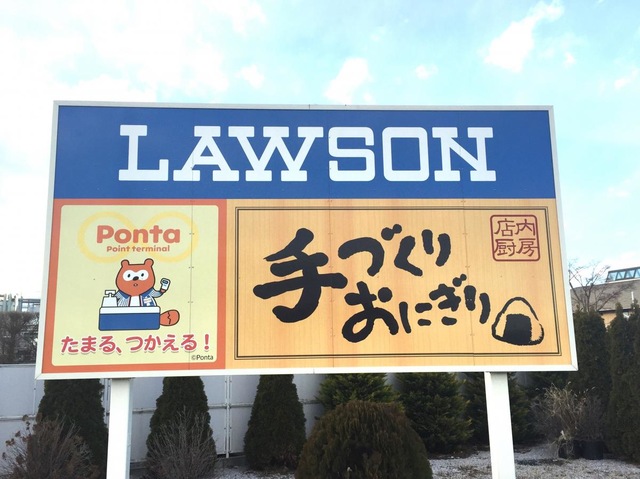 LAWSON
Ponta
Point terminal
たまる、つかえる!
©Ponta
手づくり
おにぎり
店内
厨房